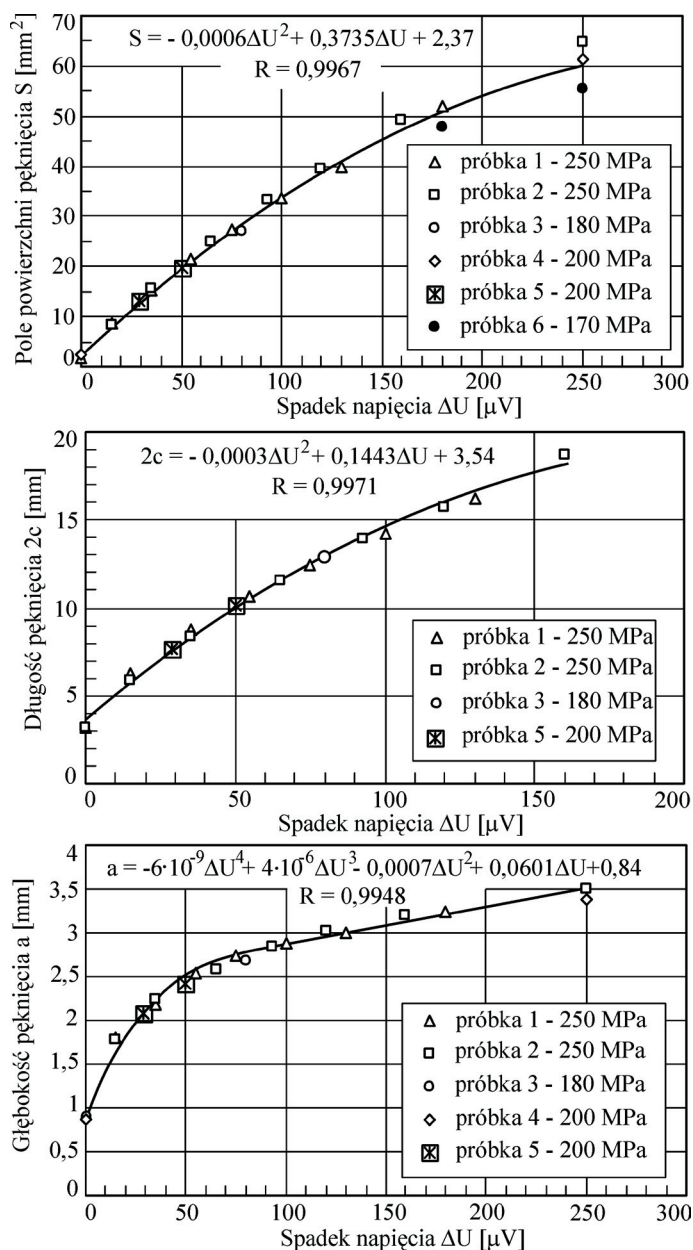 Pole powierzchni pęknięcia S [mm²]
70
60
50
40
30
20
10
0
S = - 0,0006ΔU² + 0,3735ΔU + 2,37
R = 0,9967
próbka 1 - 250 MPa
próbka 2 - 250 MPa
próbka 3 - 180 MPa
próbka 4 - 200 MPa
próbka 5 - 200 MPa
próbka 6 - 170 MPa
0 50 100 150 200 250 300
Spadek napięcia ΔU [µV]
Długość pęknięcia 2c [mm]
20
15
10
5
0
2c = - 0,0003ΔU² + 0,1443ΔU + 3,54
R = 0,9971
próbka 1 - 250 MPa
próbka 2 - 250 MPa
próbka 3 - 180 MPa
próbka 5 - 200 MPa
0 50 100 150 200
Spadek napięcia ΔU [µV]
Głębokość pęknięcia a [mm]
4
3,5
3
2,5
2
1,5
1
0,5
0
a = -6·10⁻⁹ΔU⁴ + 4·10⁻⁶ΔU³ - 0,0007ΔU² + 0,0601ΔU+0,84
R = 0,9948
próbka 1 - 250 MPa
próbka 2 - 250 MPa
próbka 3 - 180 MPa
próbka 4 - 200 MPa
próbka 5 - 200 MPa
0 50 100 150 200 250 300
Spadek napięcia ΔU [µV]